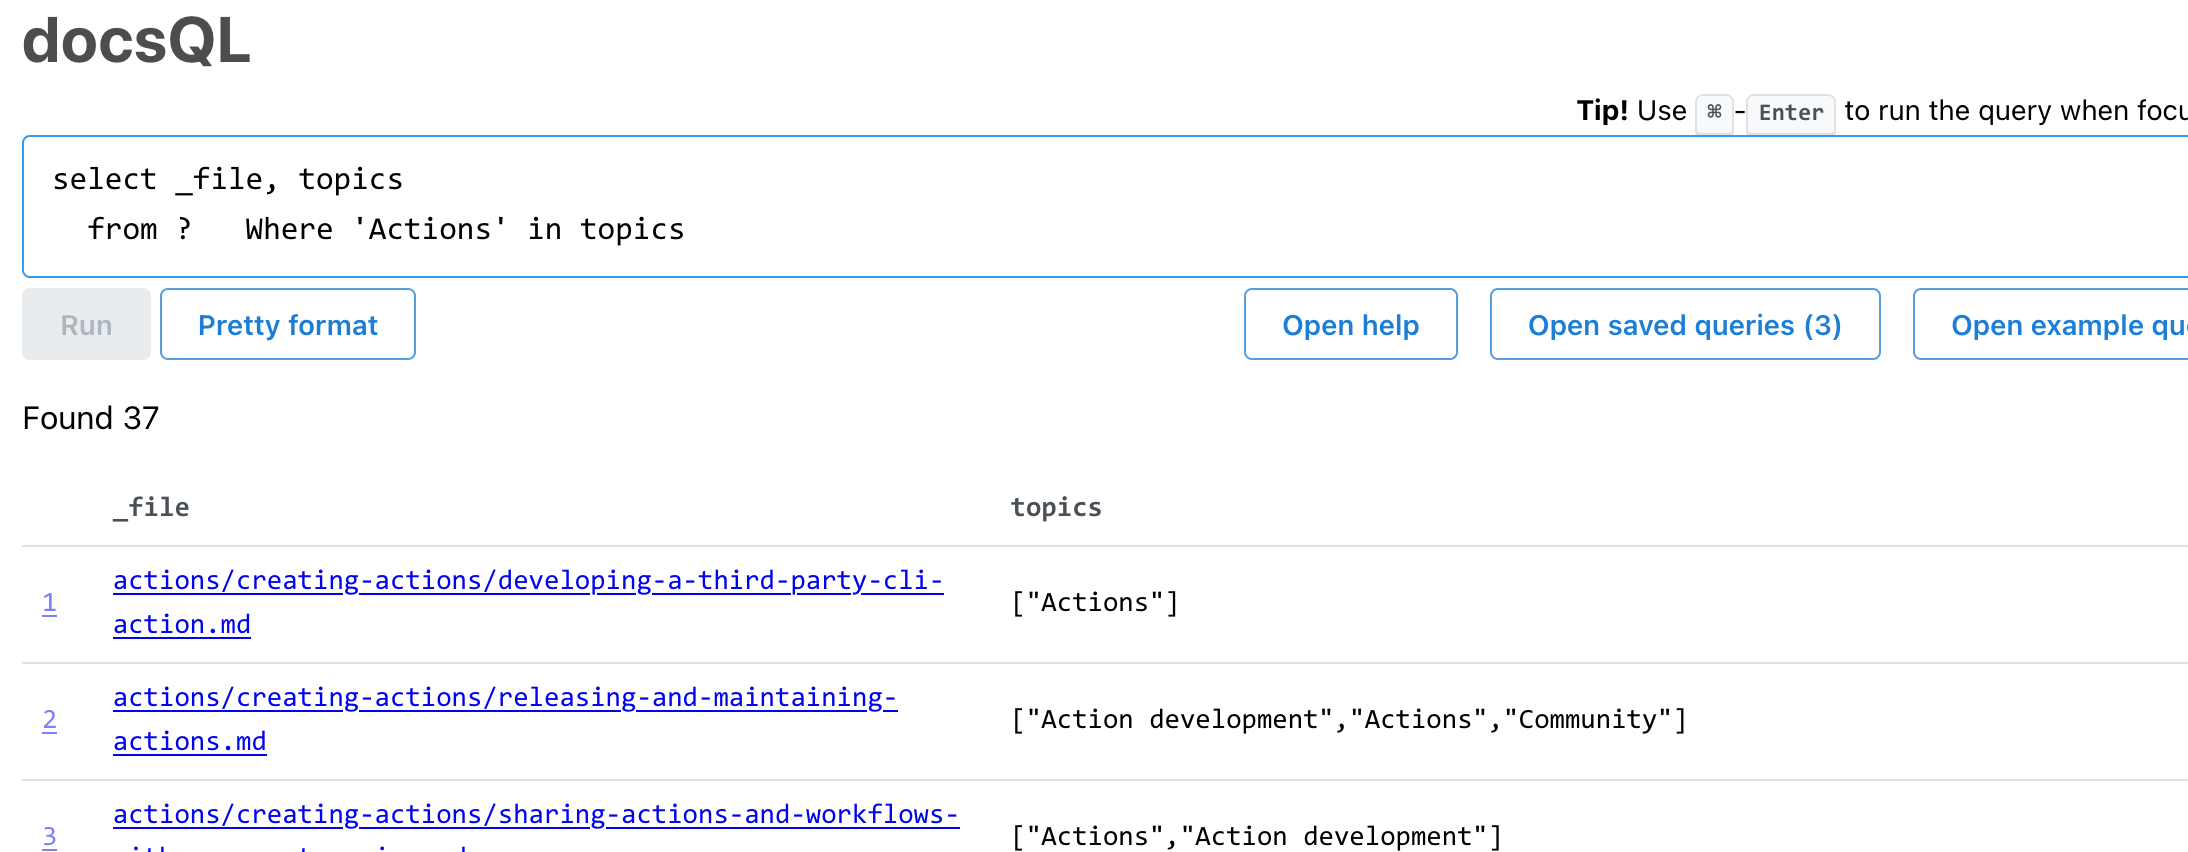 docsQL
Tip! Use ⌘-Enter to run the query when
select _file, topics
from ?   Where 'Actions' in topics
Run
Pretty format
Open help
Open saved queries (3)
Open example
Found 37
_file
topics
1
actions/creating-actions/developing-a-third-party-cli-
action.md
["Actions"]
2
actions/creating-actions/releasing-and-maintaining-
actions.md
["Action development","Actions","Community"]
3
actions/creating-actions/sharing-actions-and-workflows-
["Actions","Action development"]